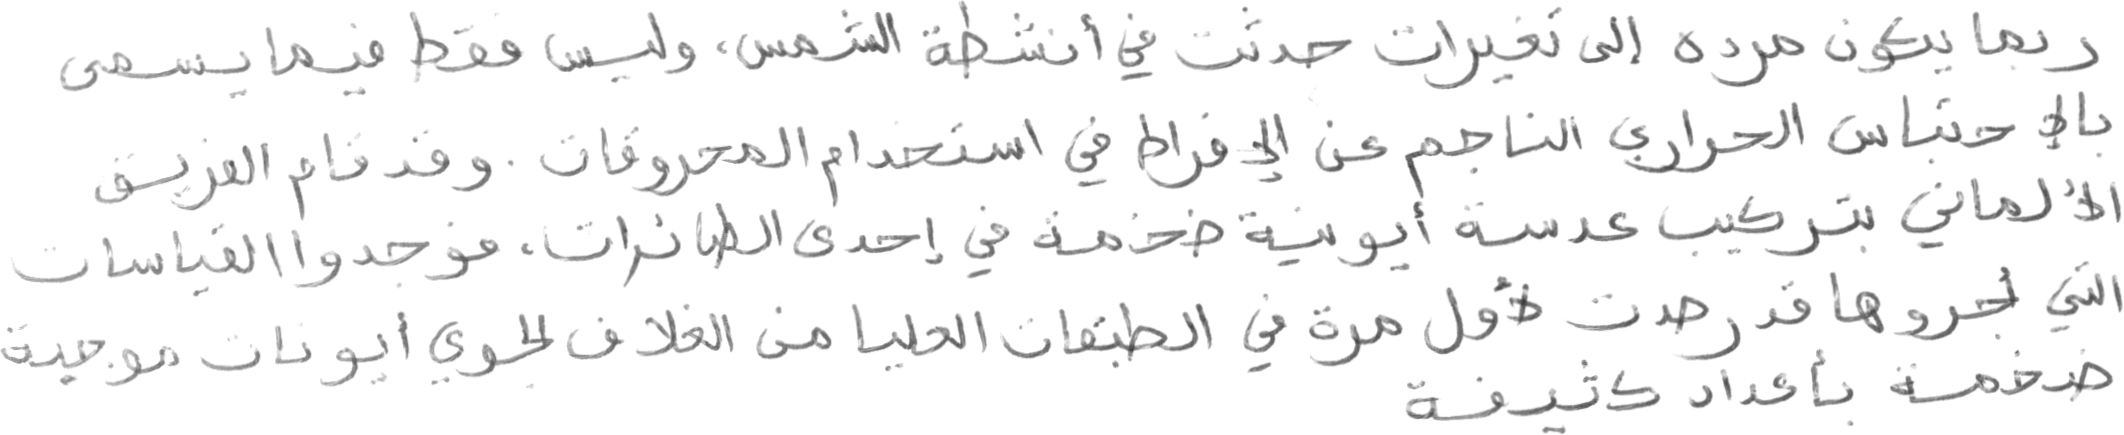 ربما يكون مرده إلى تغيرات حدثت في أنشطة الشمس، وليس فقط فيما يسمى
بالإحتباس الحراري الناجم عن الإفراط في استخدام المحروقات. وقد قام الفريق
الألماني بتركيب عدسة أيونية ضخمة في إحدى الطائرات، فوجدوا القياسات
التي أجروها قد رصدت لأول مرة في الطبقات العليا من الغلاف الجوي أيونات موجبة
ضخمة بأعداد كثيفة